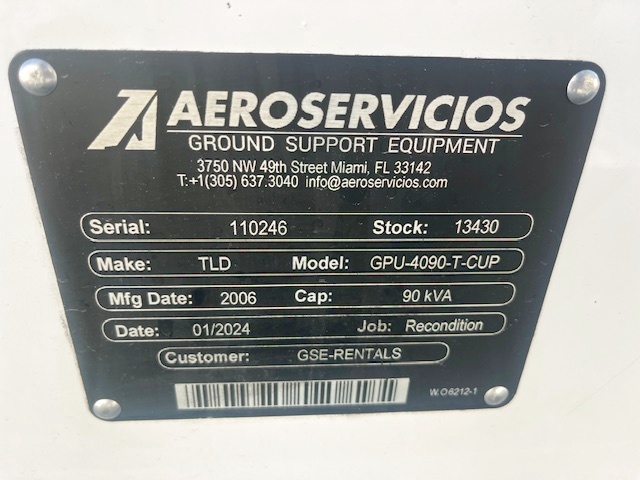 AEROSERVICIOS
GROUND SUPPORT EQUIPMENT
3750 NW 49th Street Miami, FL 33142
T:+1(305) 637.3040 info@aeroservicios.com
Serial: 110246 Stock: 13430
Make: TLD Model: GPU-4090-T-CUP
Mfg Date: 2006 Cap: 90 kVA
Date: 01/2024 Job: Recondition
Customer: GSE-RENTALS
W.O6212-1